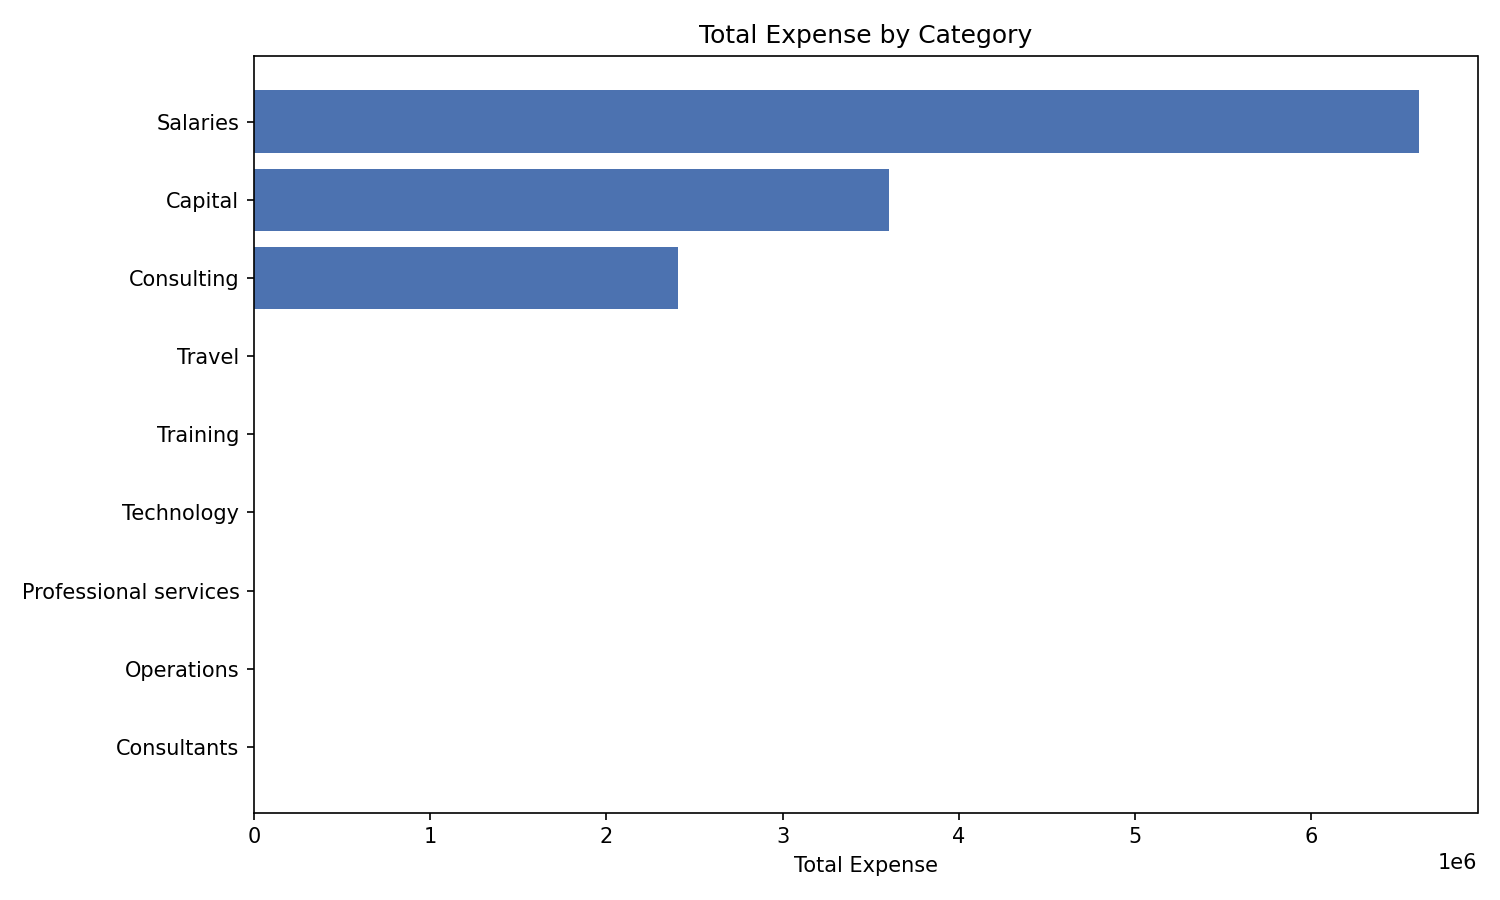 Total Expense by Category
Salaries
Capital
Consulting
Travel
Training
Technology
Professional services
Operations
Consultants
0 1 2 3 4 5 6
Total Expense
1e6